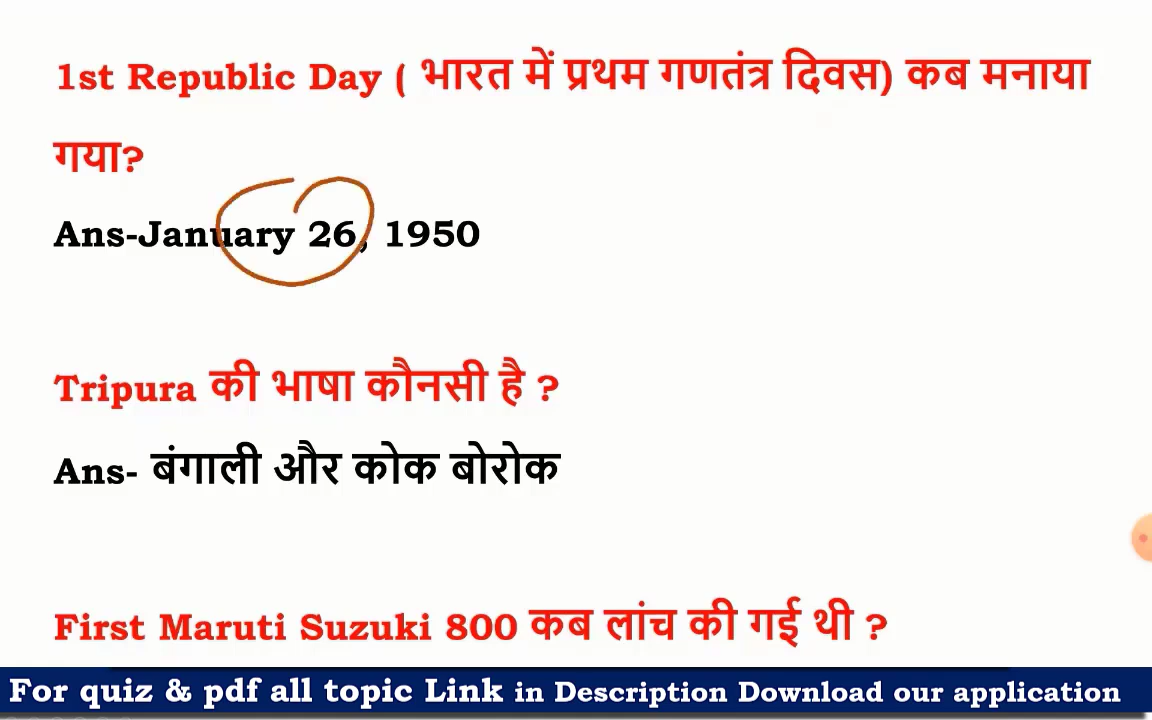 1st Republic Day ( भारत में प्रथम गणतंत्र दिवस) कब मनाया
गया?
Ans-January 26, 1950
Tripura की भाषा कौनसी है ?
Ans- बंगाली और कोक बोरोक
First Maruti Suzuki 800 कब लांच की गई थी ?
For quiz & pdf all topic Link in Description Download our application